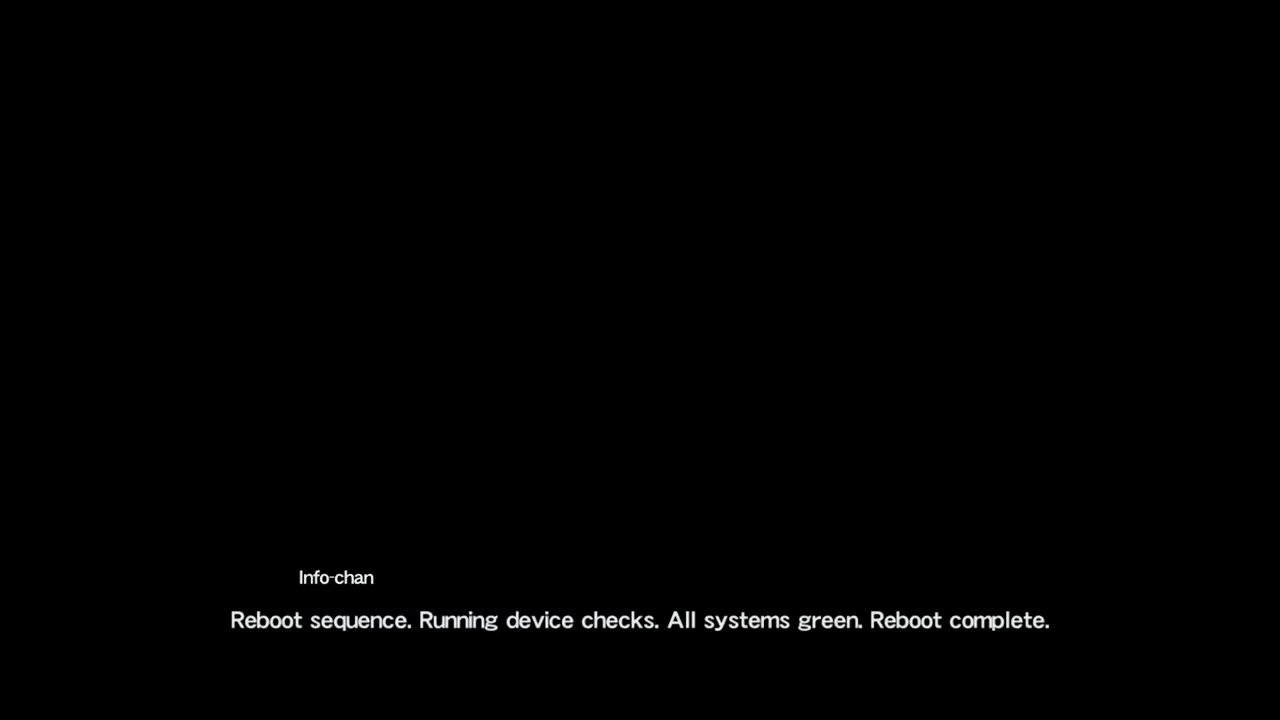 Info-chan
Reboot sequence. Running device checks. All systems green. Reboot complete.